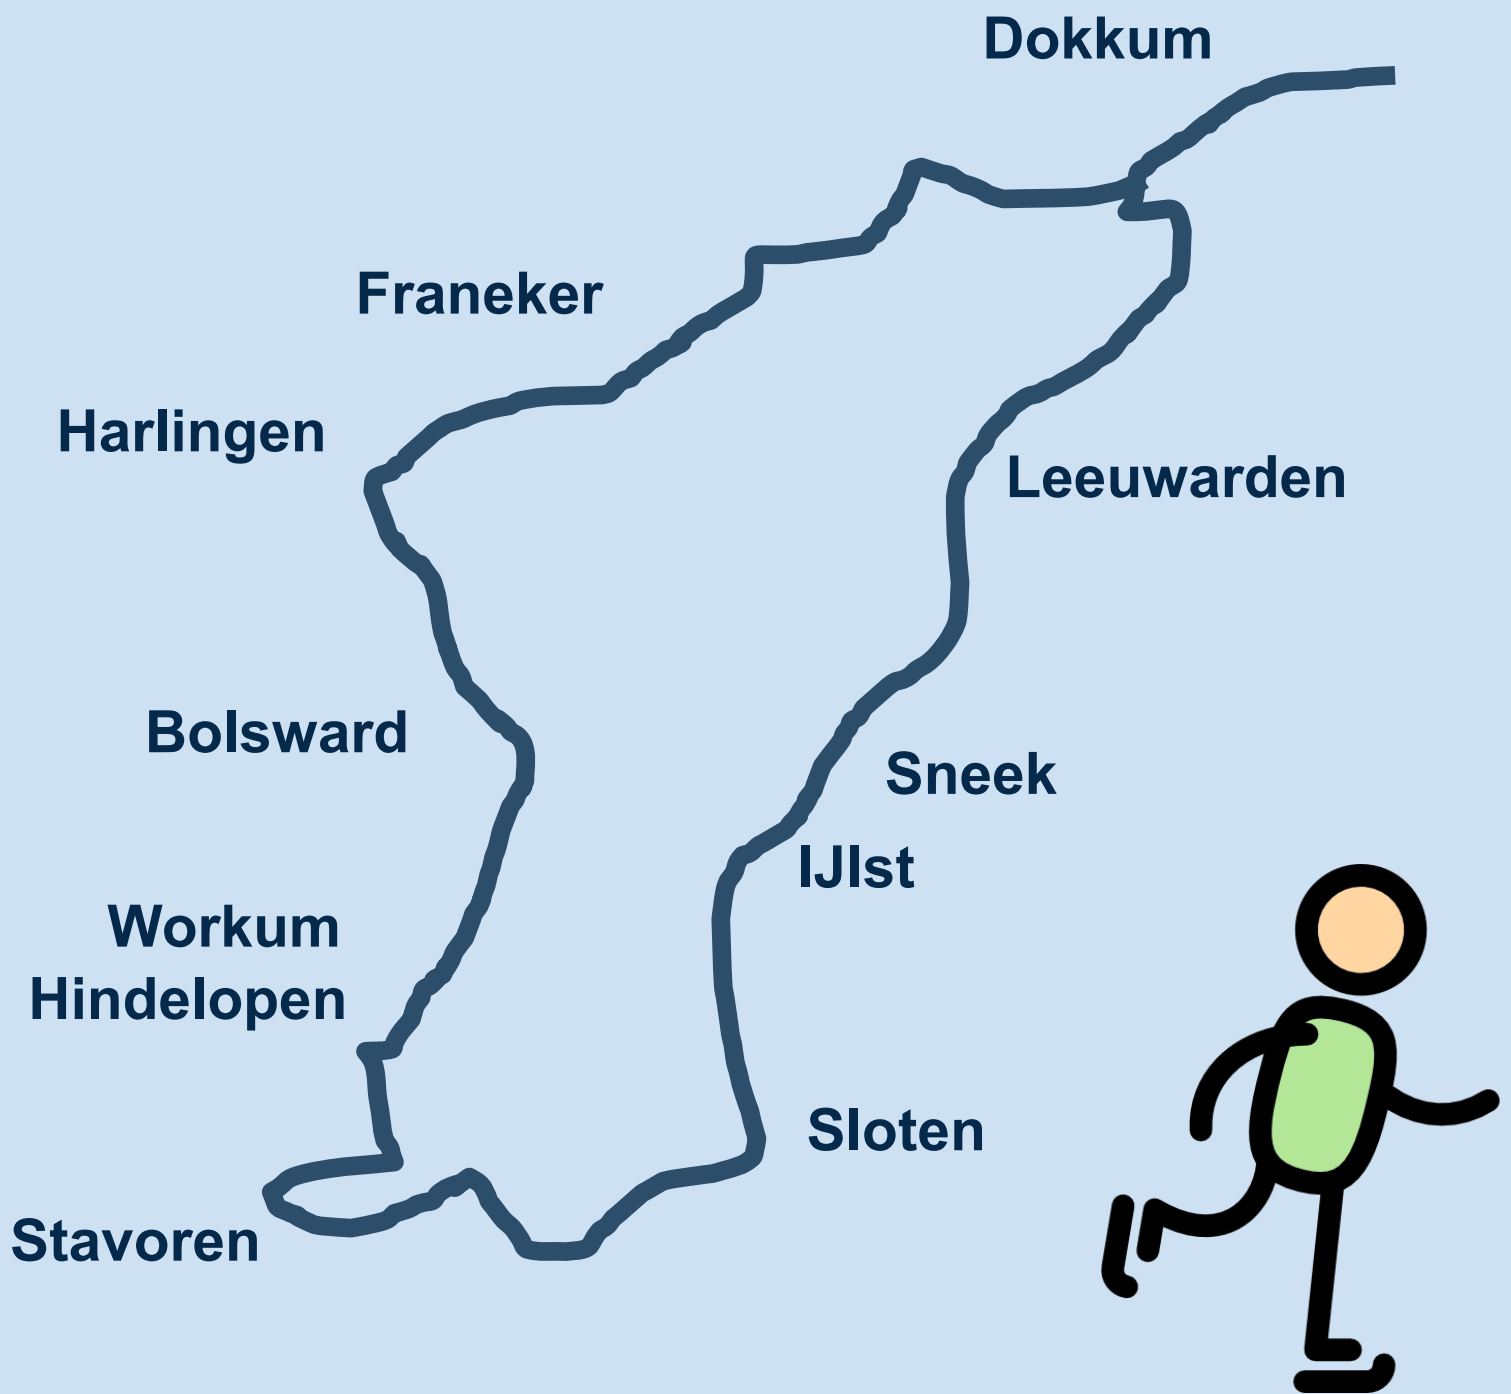 Dokkum
Franeker
Harlingen
Leeuwarden
Bolsward
Sneek
IJlst
Workum
Hindelopen
Sloten
Stavoren